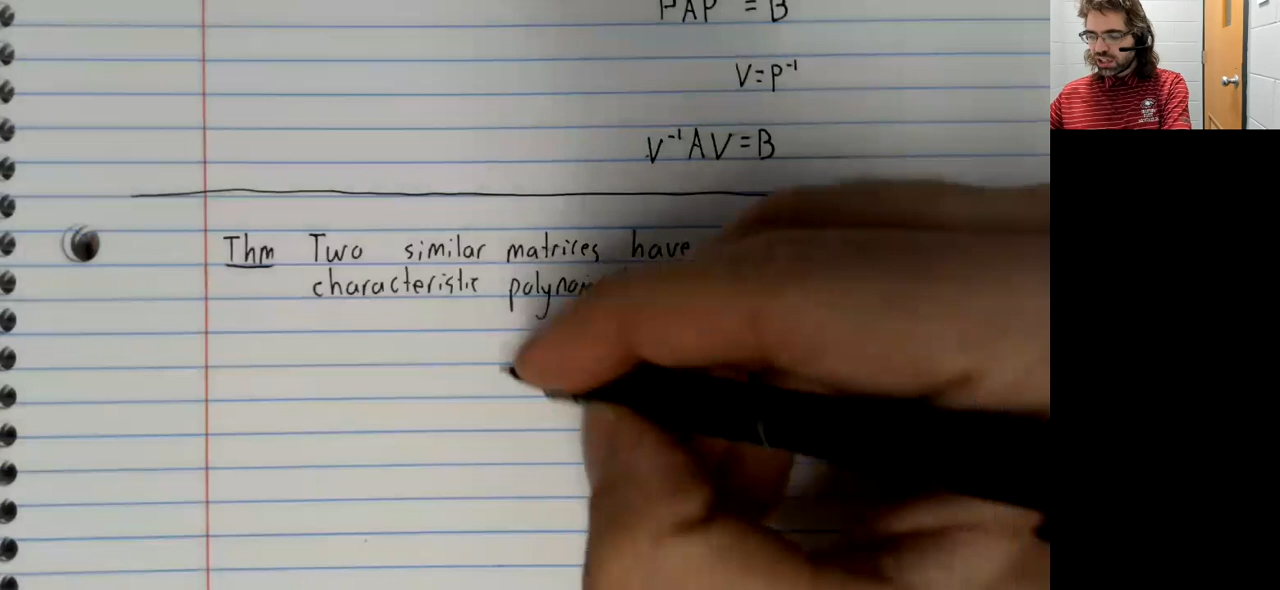 PAP = B
V=P⁻¹
V⁻¹AV=B
Thm Two similar matrices have
characteristic